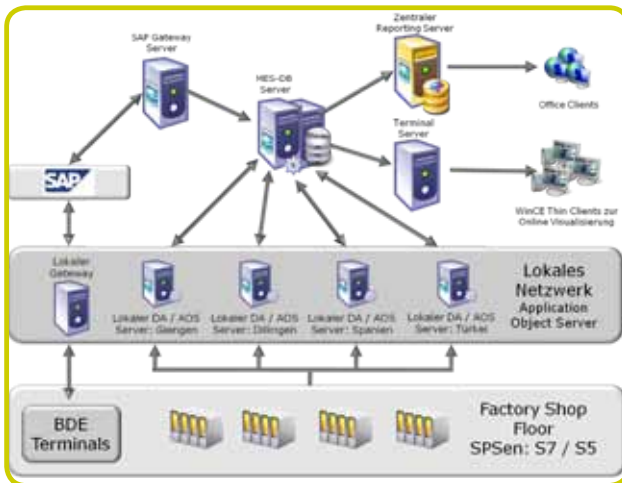 SAP Gateway
Server
MES-DB
Server
Zentraler
Reporting Server
Office Clients
Terminal
Server
WinCE Thin Clients zur
Online Visualisierung
SAP
Lokaler
Gateway
Lokaler DA / AOS
Server: Giengen
Lokaler DA / AOS
Server: Dillingen
Lokaler DA / AOS
Server: Spanien
Lokaler DA / AOS
Server: Türkei
Lokales
Netzwerk
Application
Object Server
BDE
Terminals
Factory Shop
Floor
SPSen: S7 / S5